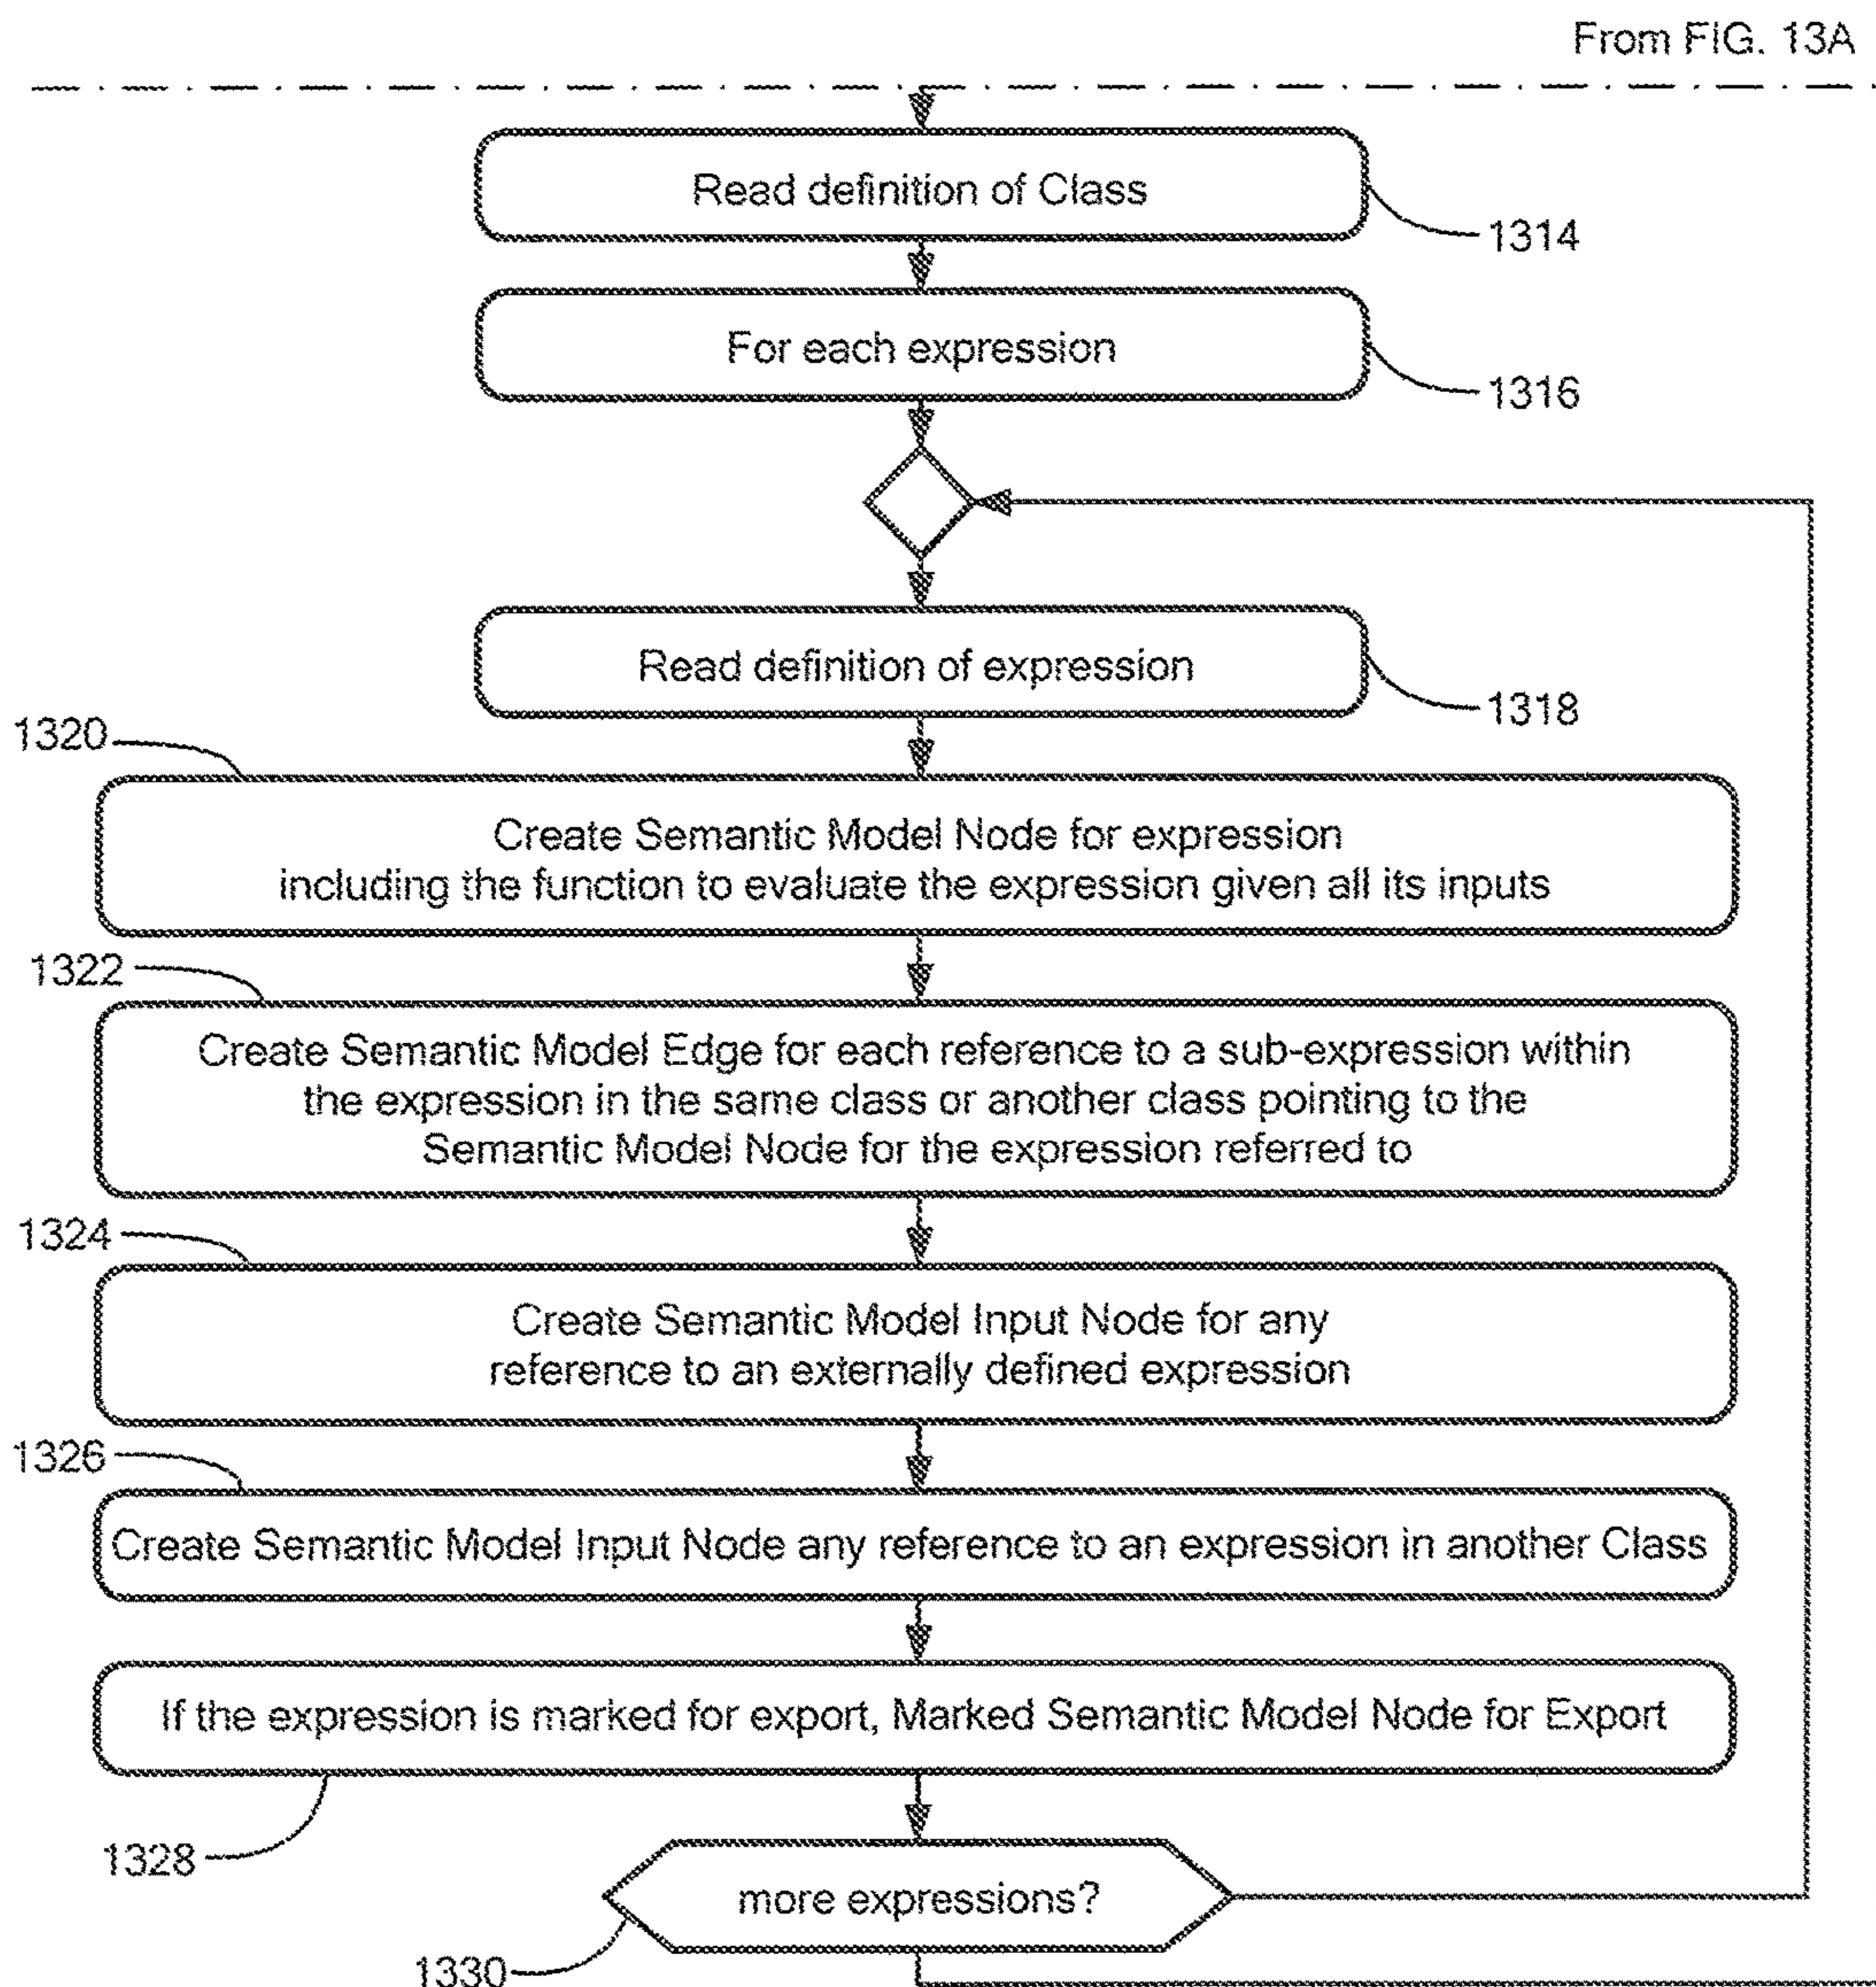 From FIG. 13A
Read definition of Class
1314
For each expression
1316
Read definition of expression
1318
1320
Create Semantic Model Node for expression
including the function to evaluate the expression given all its inputs
1322
Create Semantic Model Edge for each reference to a sub-expression within
the expression in the same class or another class pointing to the
Semantic Model Node for the expression referred to
1324
Create Semantic Model Input Node for any
reference to an externally defined expression
1326
Create Semantic Model Input Node any reference to an expression in another Class
If the expression is marked for export, Marked Semantic Model Node for Export
1328
more expressions?
1330